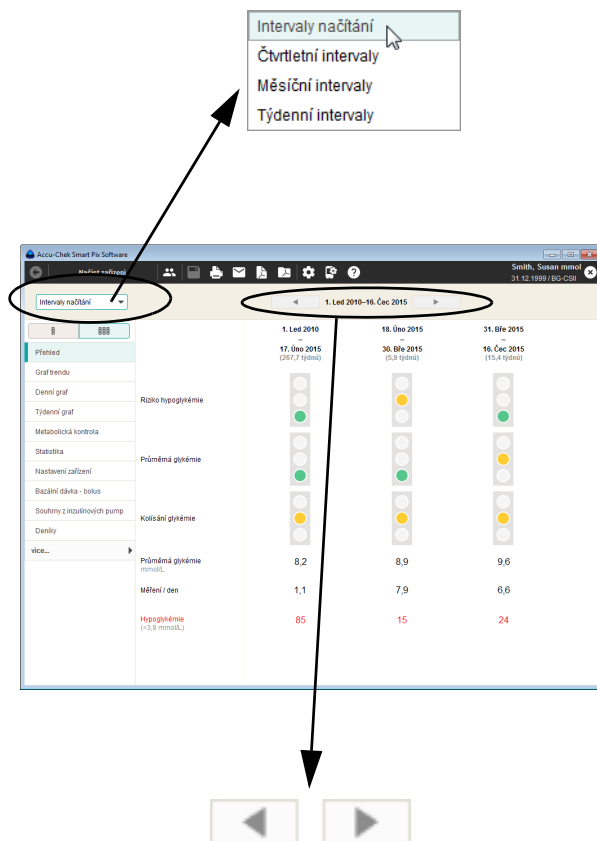 Intervaly načítání
Čtvrtletní intervaly
Měsíční intervaly
Týdenní intervaly
Accu-Chek Smart Pix Software
Načíst zařízení
Smith, Susan mmol
31.12.1999 / BG-CSII
Intervaly načítání
1. Led 2010–16. Čec 2015
1. Led 2010 18. Úno 2015 31. Bře 2015
– – –
17. Úno 2015 30. Bře 2015 16. Čec 2015
(267,7 týdnů) (5,9 týdnů) (15,4 týdnů)
Přehled
Graf trendu
Denní graf
Týdenní graf
Metabolická kontrola
Statistika
Nastavení zařízení
Bazální dávka - bolus
Souhrny z inzulínových pump
Deníky
více...
Riziko hypoglykémie
Průměrná glykémie
Kolísání glykémie
Průměrná glykémie 8,2 8,9 9,6
mmol/L
Měření / den 1,1 7,9 6,6
Hypoglykémie 85 15 24
(<3,9 mmol/L)